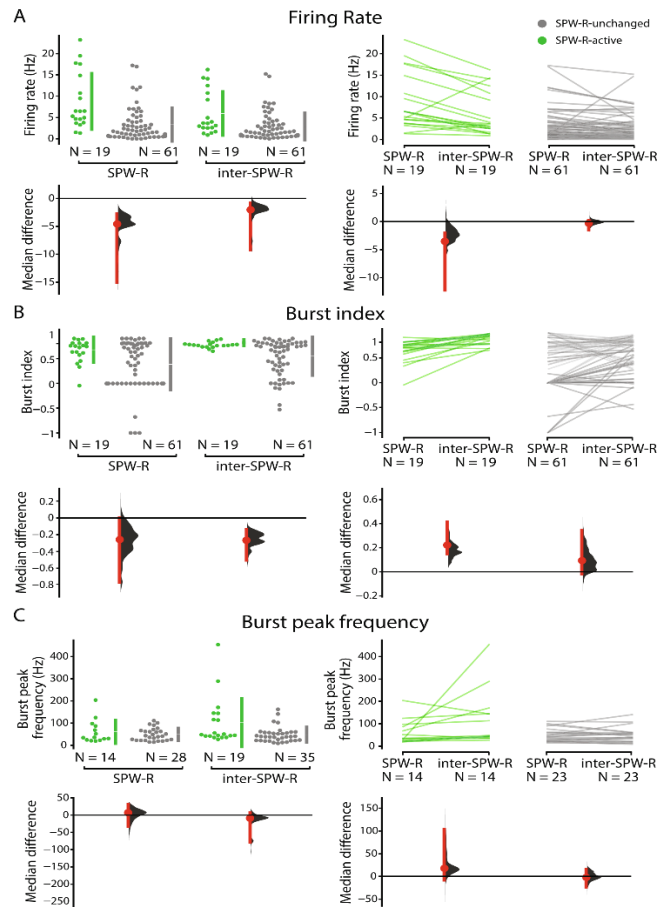 A
Firing Rate
SPW-R-unchanged
SPW-R-active
Firing rate (Hz)
20
15
10
5
0
N = 19 N = 61 N = 19 N = 61
SPW-R inter-SPW-R
20
15
10
5
0
SPW-R inter-SPW-R SPW-R inter-SPW-R
N = 19 N = 19 N = 61 N = 61
Median difference
0
−5
−10
−15
5
0
−5
−10
Median difference
B
Burst index
Burst index
1
0.5
0
−0.5
−1
N = 19 N = 61 N = 19 N = 61
SPW-R inter-SPW-R
Burst index
1
0.5
0
−0.5
−1
SPW-R inter-SPW-R SPW-R inter-SPW-R
N = 19 N = 19 N = 61 N = 61
Median difference
0.2
0
−0.2
−0.4
−0.6
−0.8
Median difference
0.6
0.4
0.2
0
−0.2
C
Burst peak frequency
Burst peak
frequency (Hz)
400
300
200
100
0
N = 14 N = 28 N = 19 N = 35
SPW-R inter-SPW-R
Burst peak
frequency (Hz)
400
300
200
100
0
SPW-R inter-SPW-R SPW-R inter-SPW-R
N = 14 N = 14 N = 23 N = 23
Median difference
50
0
−50
−100
−150
−200
−250
Median difference
150
100
50
0
−50